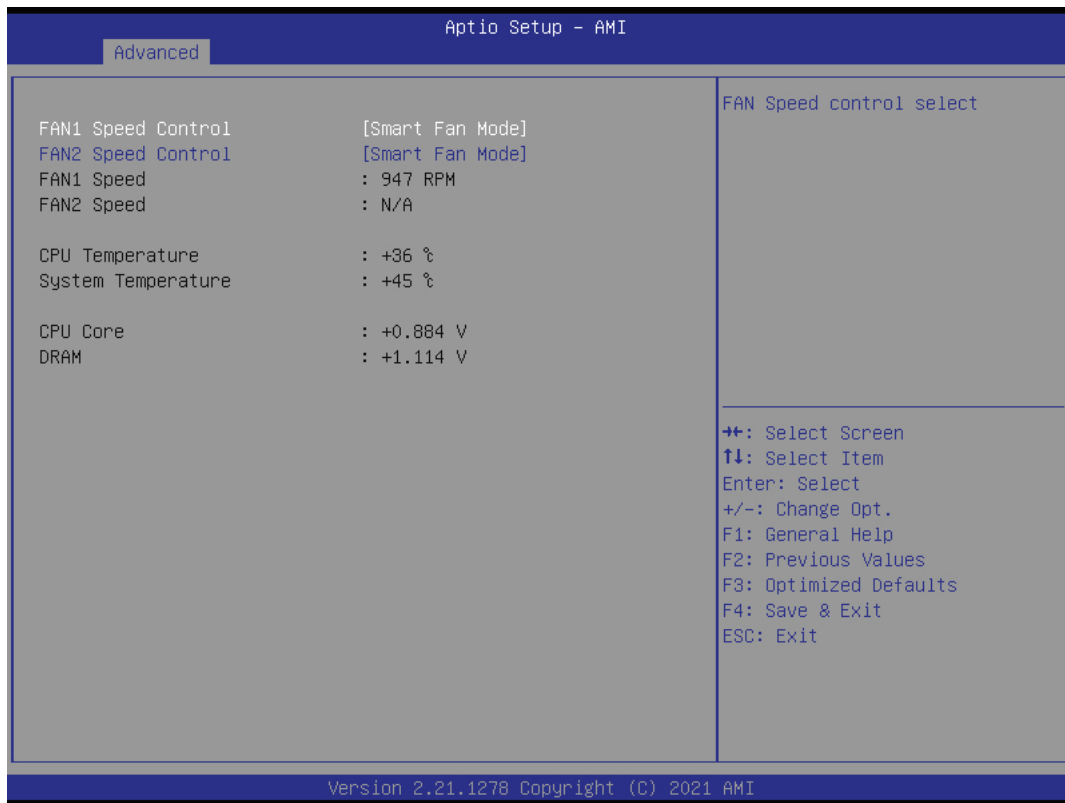 Aptio Setup – AMI
Advanced
FAN1 Speed Control [Smart Fan Mode]
FAN2 Speed Control [Smart Fan Mode]
FAN1 Speed : 947 RPM
FAN2 Speed : N/A
CPU Temperature : +36 ℃
System Temperature : +45 ℃
CPU Core : +0.884 V
DRAM : +1.114 V
FAN Speed control select
→←: Select Screen
↑↓: Select Item
Enter: Select
+/-: Change Opt.
F1: General Help
F2: Previous Values
F3: Optimized Defaults
F4: Save & Exit
ESC: Exit
Version 2.21.1278 Copyright (C) 2021 AMI